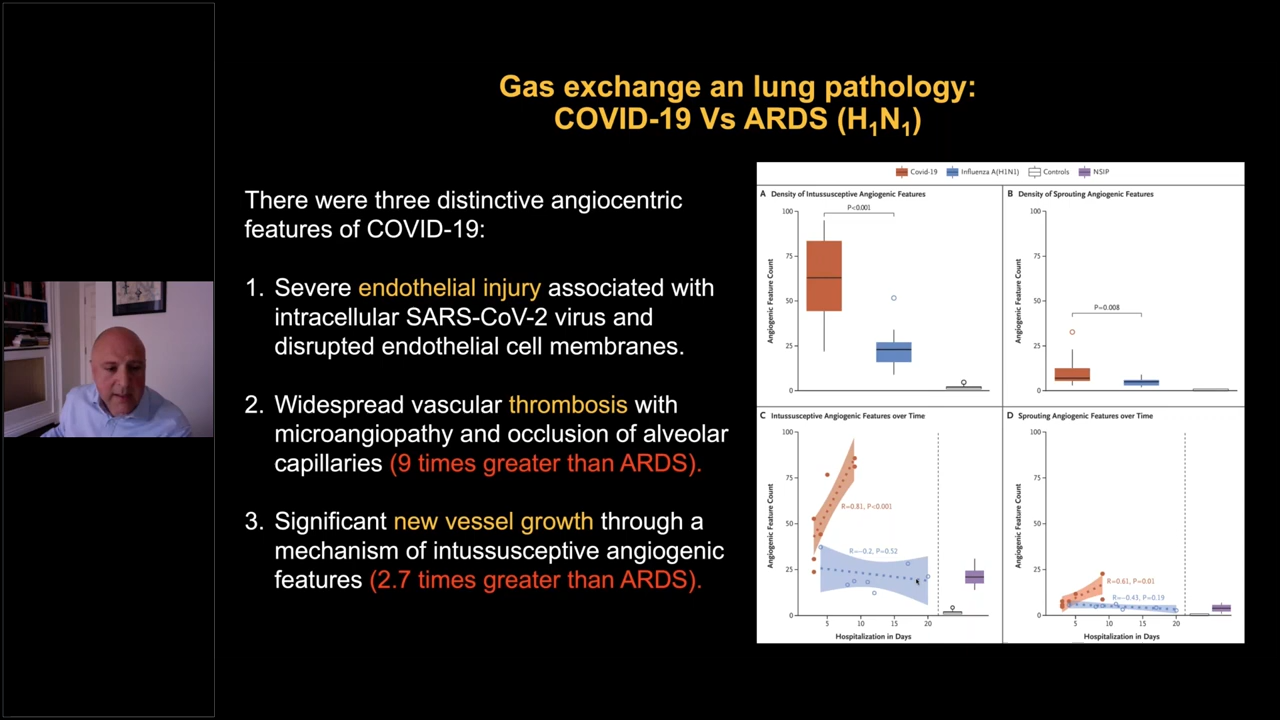 Gas exchange an lung pathology:
COVID-19 Vs ARDS (H₁N₁)
There were three distinctive angiocentric
features of COVID-19:
1. Severe endothelial injury associated with
intracellular SARS-CoV-2 virus and
disrupted endothelial cell membranes.
2. Widespread vascular thrombosis with
microangiopathy and occlusion of alveolar
capillaries (9 times greater than ARDS).
3. Significant new vessel growth through a
mechanism of intussusceptive angiogenic
features (2.7 times greater than ARDS).
Covid-19 Influenza A(H1N1) Controls NSIP
A Density of Intussusceptive Angiogenic Features
P<0.001
Angiogenic Feature Count
100
75
50
25
0
B Density of Sprouting Angiogenic Features
P=0.008
Angiogenic Feature Count
100
75
50
25
0
C Intussusceptive Angiogenic Features over Time
R=0.81, P<0.001
R=−0.2, P=0.52
Angiogenic Feature Count
100
75
50
25
0
5 10 15 20
Hospitalization in Days
D Sprouting Angiogenic Features over Time
R=0.61, P=0.01
R=−0.43, P=0.19
Angiogenic Feature Count
100
75
50
25
0
5 10 15 20
Hospitalization in Days